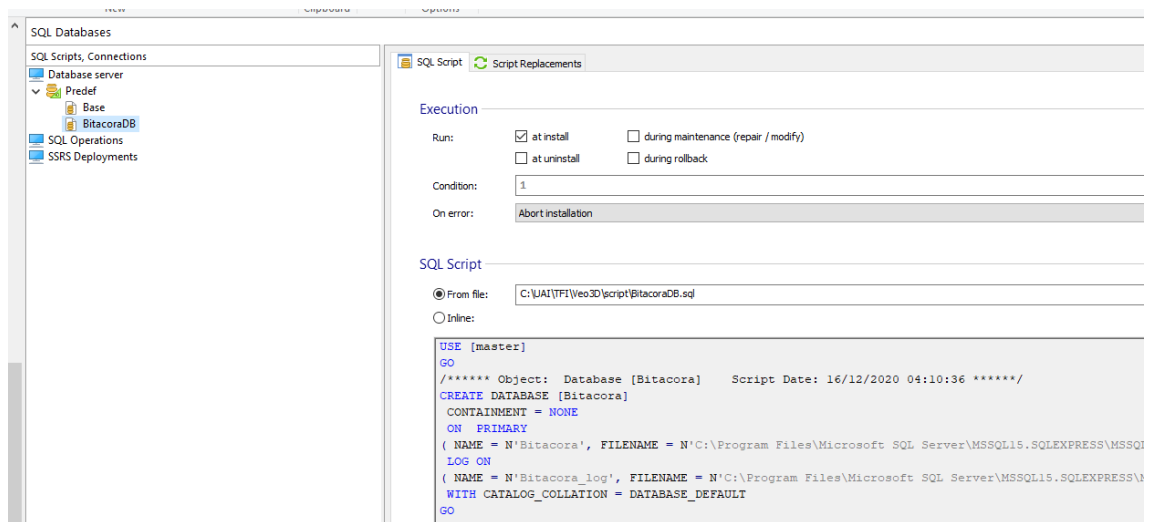 New Clipboard Options
SQL Databases
SQL Scripts, Connections
Database server
Predef
Base
BitacoraDB
SQL Operations
SSRS Deployments
SQL Script
Script Replacements
Execution
Run:
at install
during maintenance (repair / modify)
at uninstall
during rollback
Condition:
1
On error:
Abort installation
SQL Script
From file:
C:\UAI\TFI\Veo3D\script\BitacoraDB.sql
Inline:
USE [master]
GO
/****** Object:  Database [Bitacora]    Script Date: 16/12/2020 04:10:36 ******/
CREATE DATABASE [Bitacora]
 CONTAINMENT = NONE
 ON  PRIMARY
( NAME = N'Bitacora', FILENAME = N'C:\Program Files\Microsoft SQL Server\MSSQL15.SQLEXPRESS\MSSQL
 LOG ON
( NAME = N'Bitacora_log', FILENAME = N'C:\Program Files\Microsoft SQL Server\MSSQL15.SQLEXPRESS\M
 WITH CATALOG_COLLATION = DATABASE_DEFAULT
GO